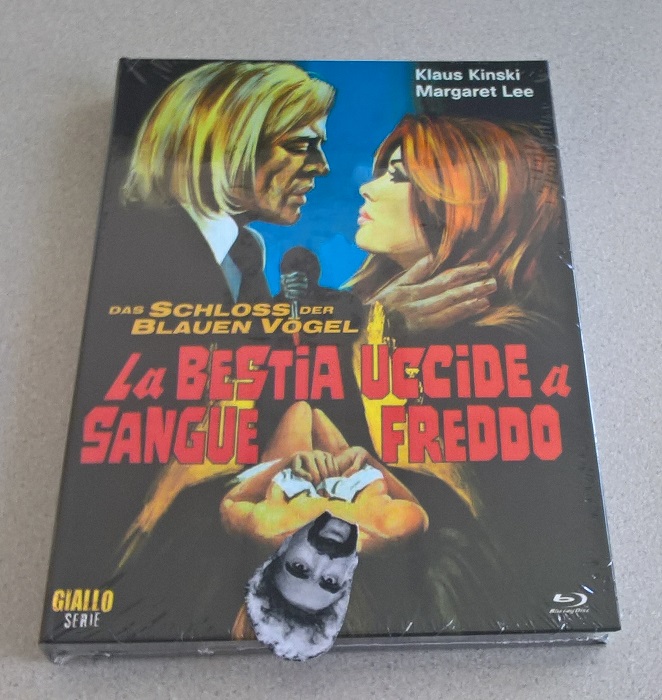 Klaus Kinski
Margaret Lee
DAS SCHLOSS DER
BLAUEN VÖGEL
La BESTiA UCCIDE a
SANGUE FREDDO
GIALLO
SERIE
Blu-ray Disc